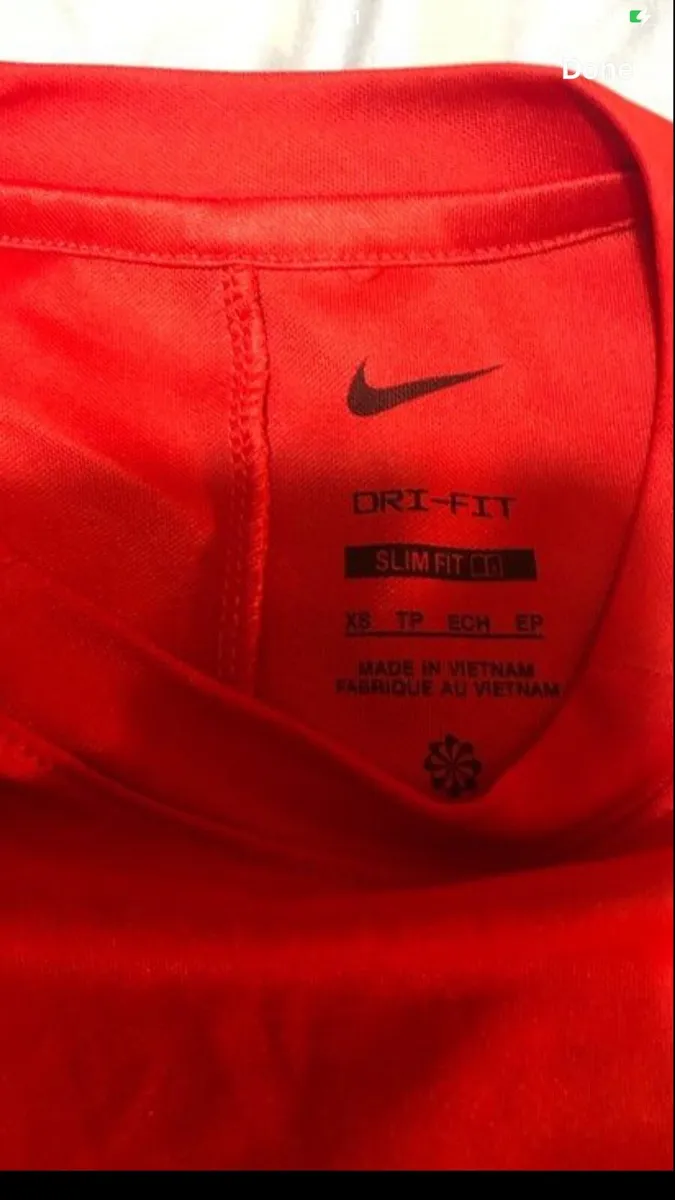 Done
DRI-FIT
SLIM FIT
XS TP ECH EP
MADE IN VIETNAM
FABRIQUE AU VIETNAM